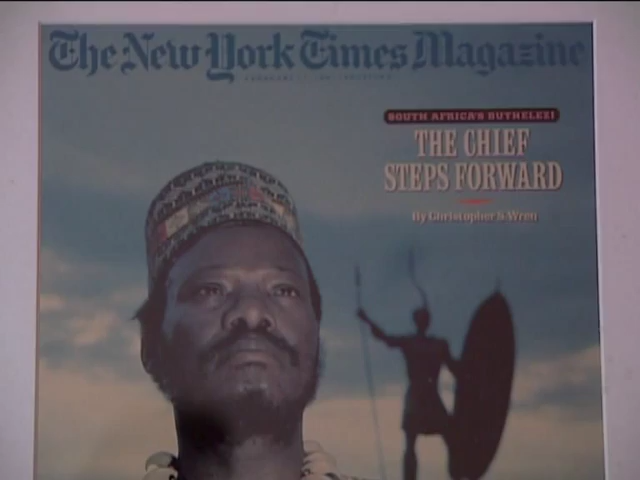 The New York Times Magazine
SOUTH AFRICA'S BUTHELEZI
THE CHIEF
STEPS FORWARD
By Christopher S. Wren